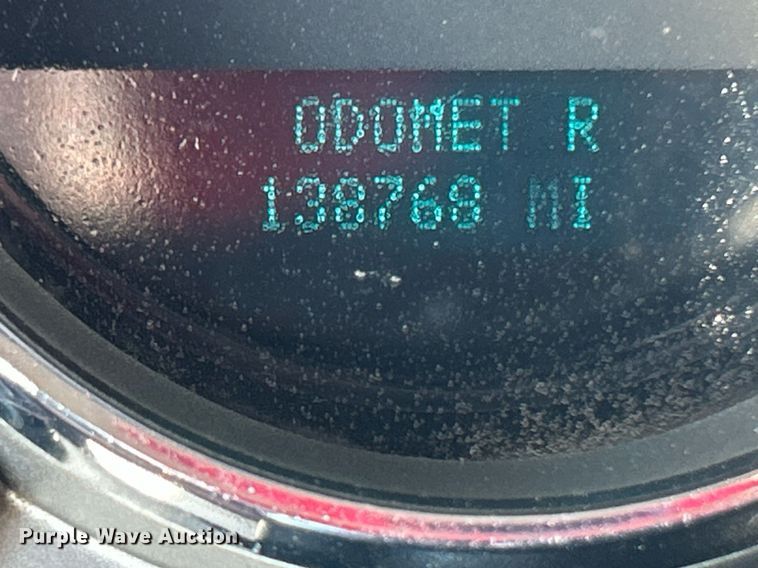 ODOMET R
138768 MI
Purple Wave Auction